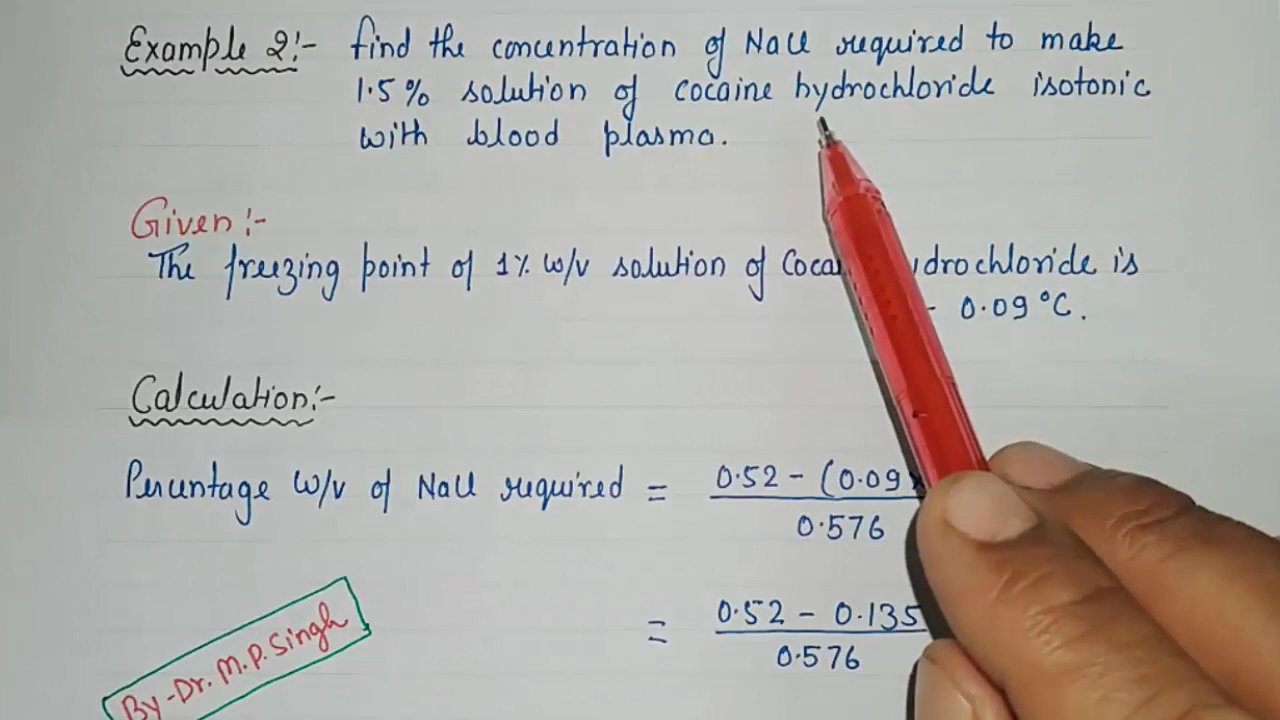 Example 2:- find the concentration of NaCl required to make
1.5% solution of cocaine hydrochloride isotonic
with blood plasma.
Given:-
The freezing point of 1% w/v solution of is
- 0.09 °C.
Calculation:-
Percentage w/v of NaCl required = 0.52 - (0.09
0.576
= 0.52 - 0.135
0.576
By-Dr. M.P. Singh